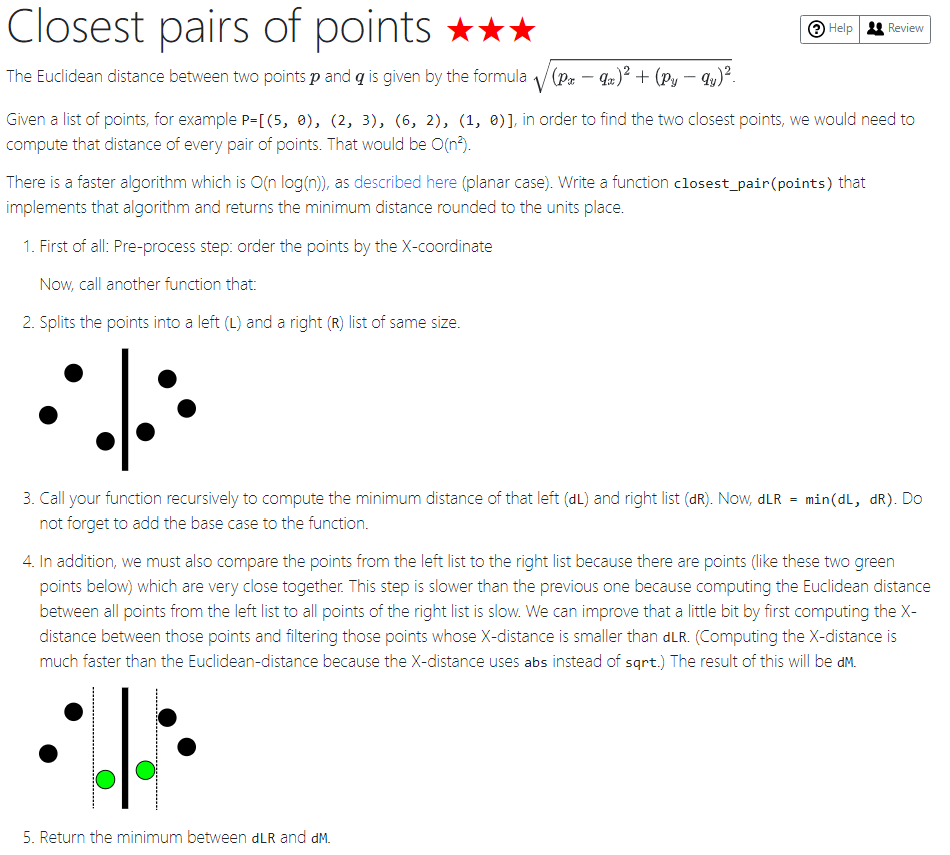 Closest pairs of points ★★★
Help Review
The Euclidean distance between two points p and q is given by the formula √(pₓ − qₓ)² + (p_y − q_y)².
Given a list of points, for example P=[(5, 0), (2, 3), (6, 2), (1, 0)], in order to find the two closest points, we would need to
compute that distance of every pair of points. That would be O(n²).
There is a faster algorithm which is O(n log(n)), as described here (planar case). Write a function closest_pair(points) that
implements that algorithm and returns the minimum distance rounded to the units place.
1. First of all: Pre-process step: order the points by the X-coordinate
Now, call another function that:
2. Splits the points into a left (L) and a right (R) list of same size.
3. Call your function recursively to compute the minimum distance of that left (dL) and right list (dR). Now, dLR = min(dL, dR). Do
not forget to add the base case to the function.
4. In addition, we must also compare the points from the left list to the right list because there are points (like these two green
points below) which are very close together. This step is slower than the previous one because computing the Euclidean distance
between all points from the left list to all points of the right list is slow. We can improve that a little bit by first computing the X-
distance between those points and filtering those points whose X-distance is smaller than dLR. (Computing the X-distance is
much faster than the Euclidean-distance because the X-distance uses abs instead of sqrt.) The result of this will be dM.
5. Return the minimum between dLR and dM.